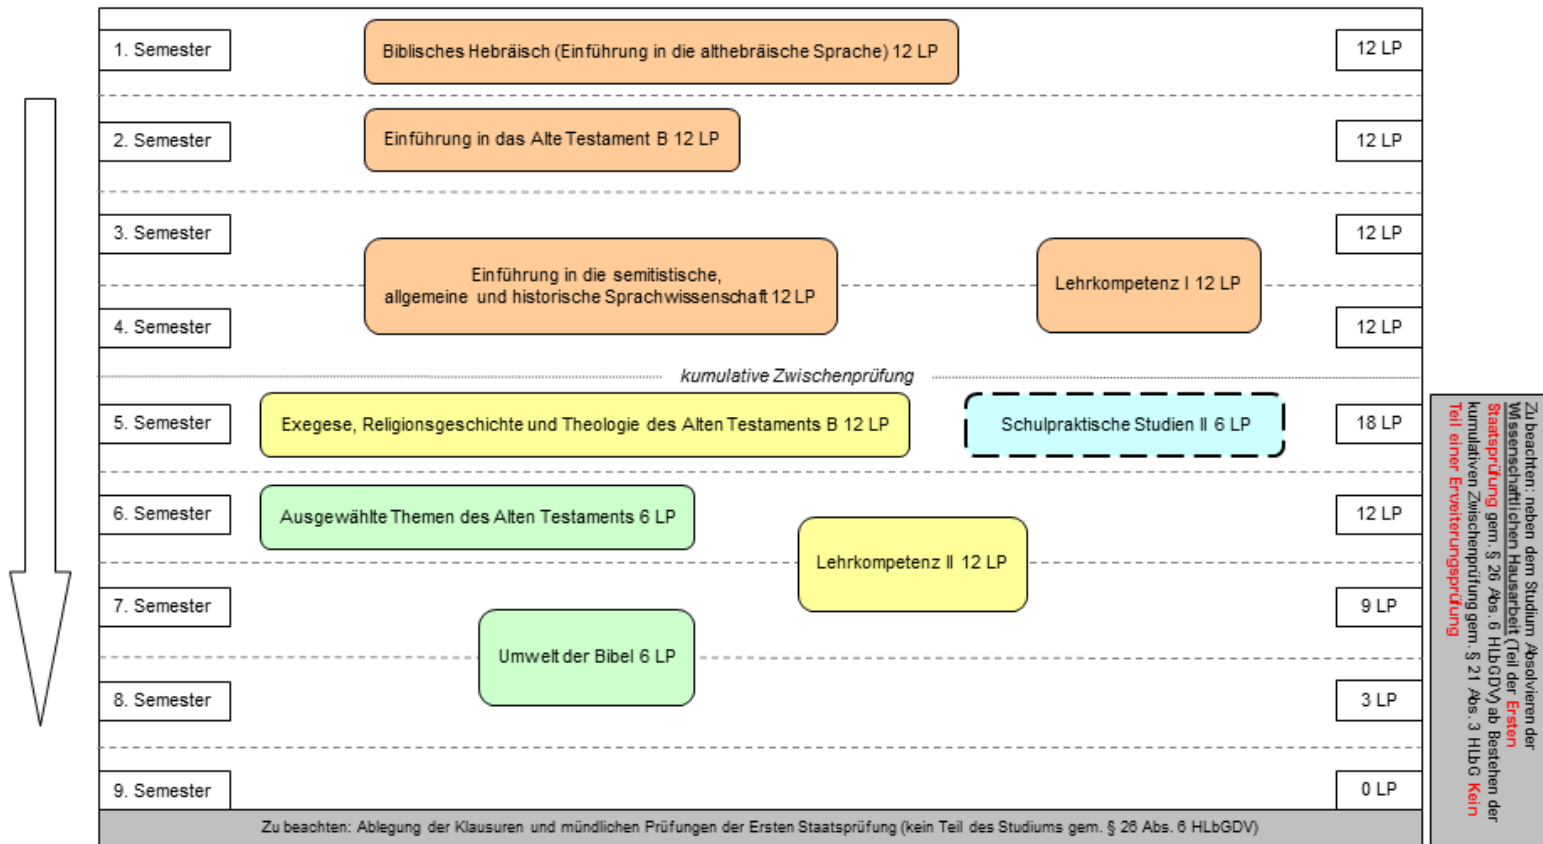 1. Semester
Biblisches Hebräisch (Einführung in die althebräische Sprache) 12 LP
12 LP
2. Semester
Einführung in das Alte Testament B 12 LP
12 LP
3. Semester
12 LP
Einführung in die semitistische,
allgemeine und historische Sprachwissenschaft 12 LP
Lehrkompetenz I 12 LP
4. Semester
12 LP
kumulative Zwischenprüfung
5. Semester
Exegese, Religionsgeschichte und Theologie des Alten Testaments B 12 LP
Schulpraktische Studien II 6 LP
18 LP
6. Semester
Ausgewählte Themen des Alten Testaments 6 LP
12 LP
Lehrkompetenz II 12 LP
7. Semester
9 LP
Umwelt der Bibel 6 LP
8. Semester
3 LP
9. Semester
0 LP
Zu beachten: Ablegung der Klausuren und mündlichen Prüfungen der Ersten Staatsprüfung (kein Teil des Studiums gem. § 26 Abs. 6 HLbGDV)
Zu beachten: neben dem Studium Absolvieren der
Wissenschaftlichen Hausarbeit (Teil der Ersten
Staatsprüfung gem. § 26 Abs. 6 HLbGDV) ab Bestehen der
kumulativen Zwischenprüfung gem. § 21 Abs. 3 HLbG Kein
Teil einer Erweiterungsprüfung